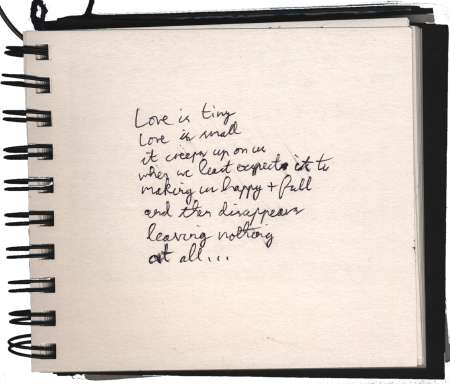 Love is tiny
Love is small
it creeps up on us
when we least expect it to
making us happy + full
and then disappears
leaving nothing
at all...